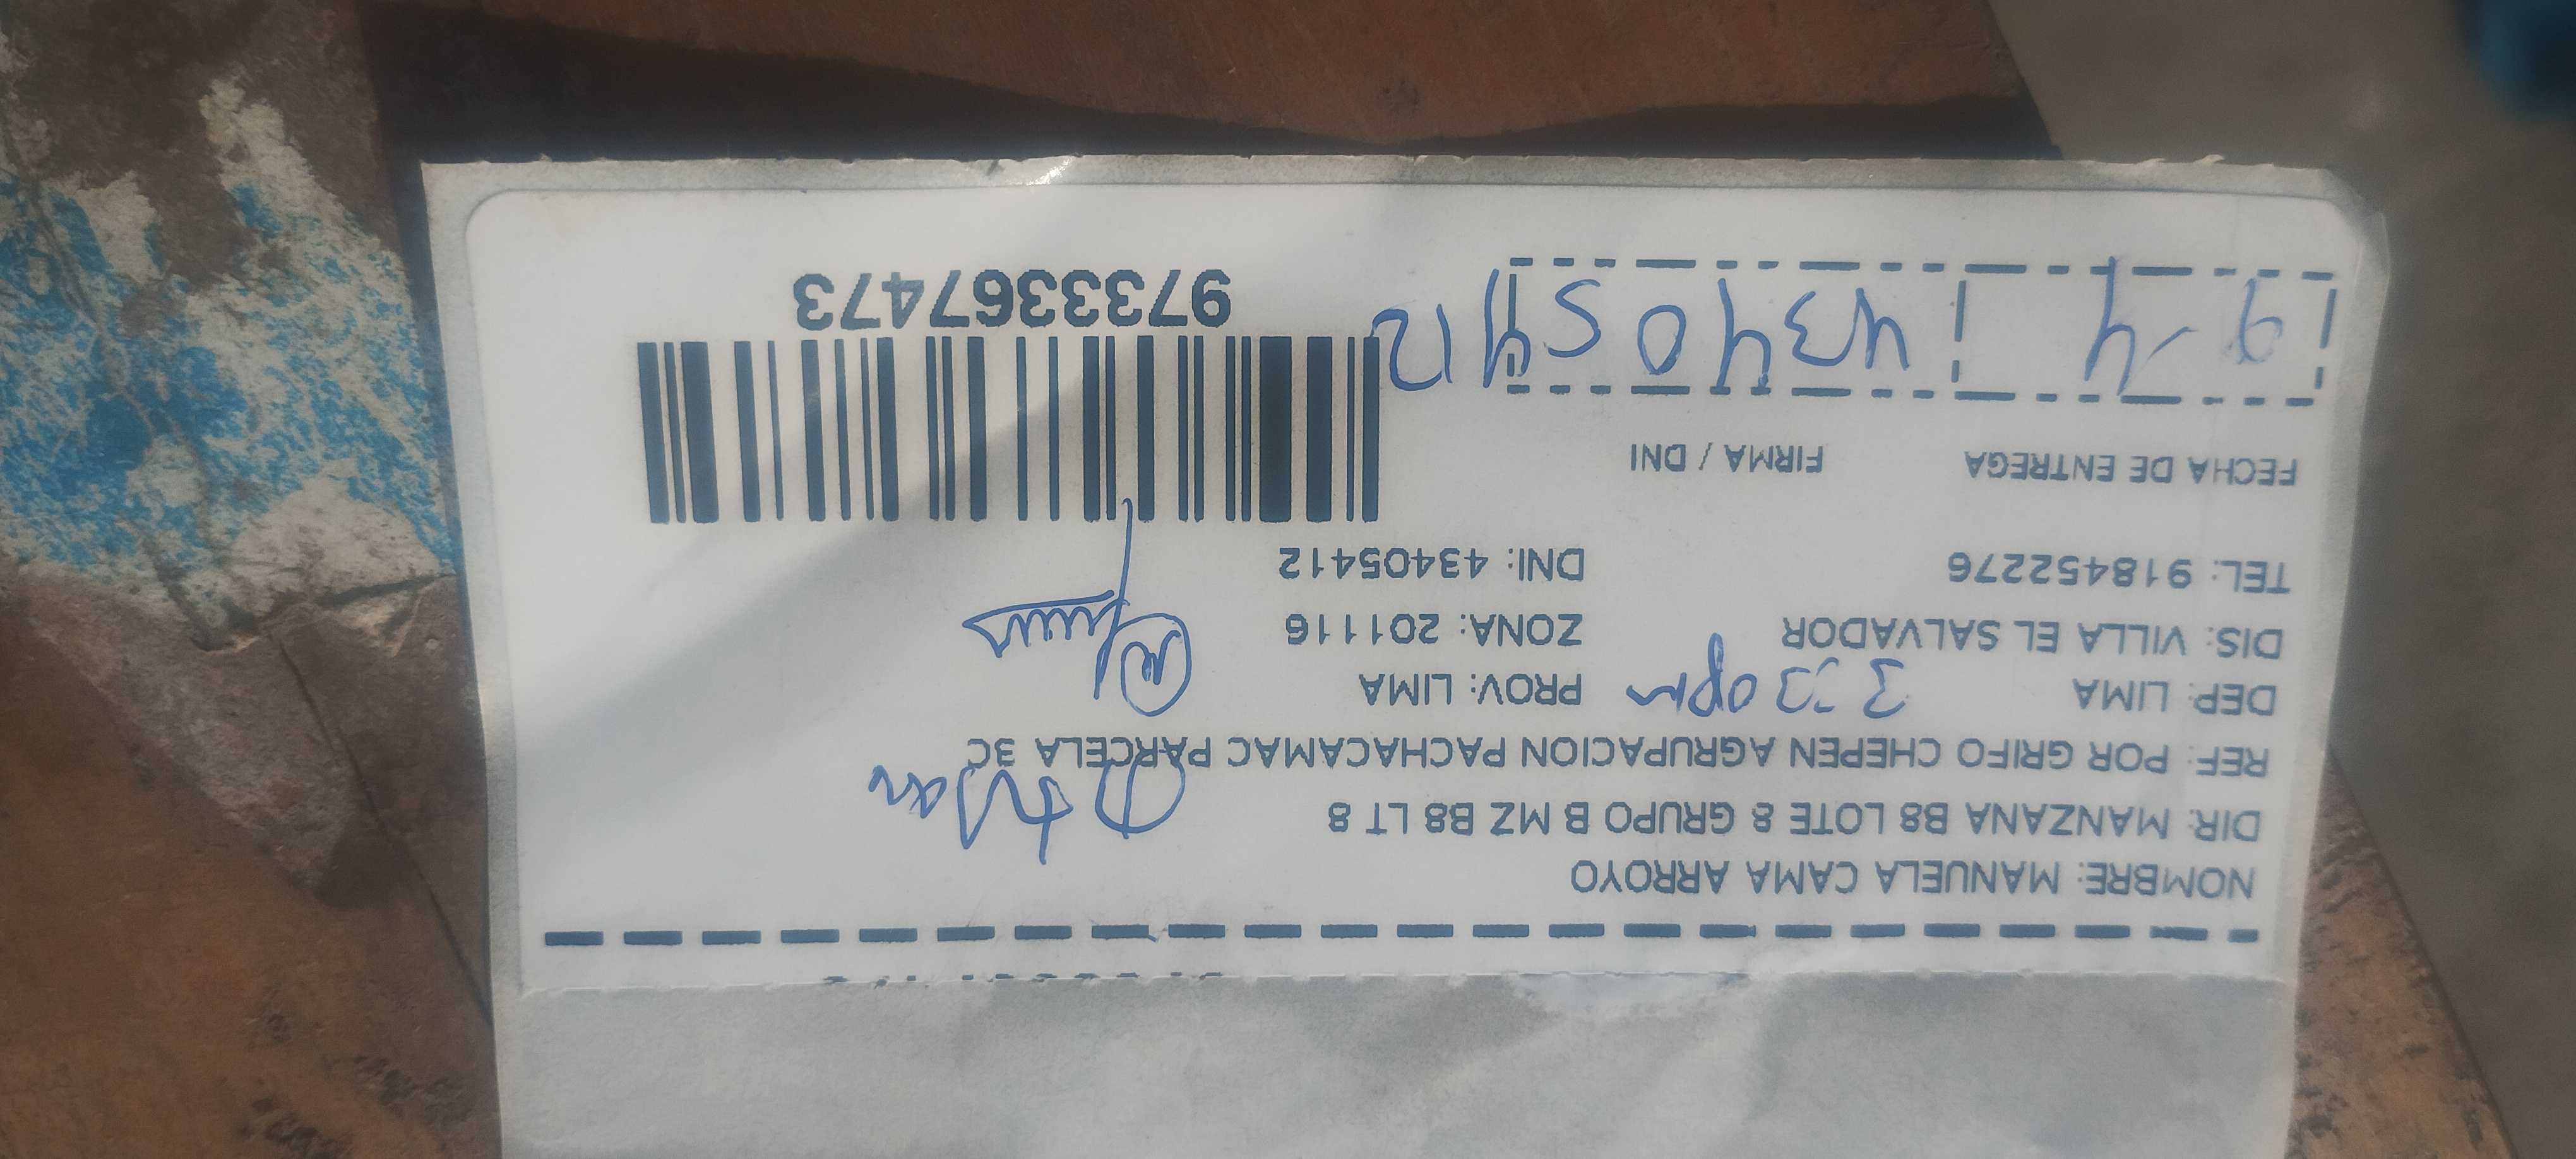 NOMBRE: MANUELA CAMA ARROYO
DIR: MANZANA B8 LOTE 8 GRUPO B MZ B8 LT 8
REF: POR GRIFO CHEPEN AGRUPACION PACHACAMAC PARCELA 3C
DEP: LIMA 3:30pm PROV: LIMA
DIS: VILLA EL SALVADOR ZONA: 201116
TEL: 918452276 DNI: 43405412
FECHA DE ENTREGA FIRMA / DNI
9-4 43405412
97333667473